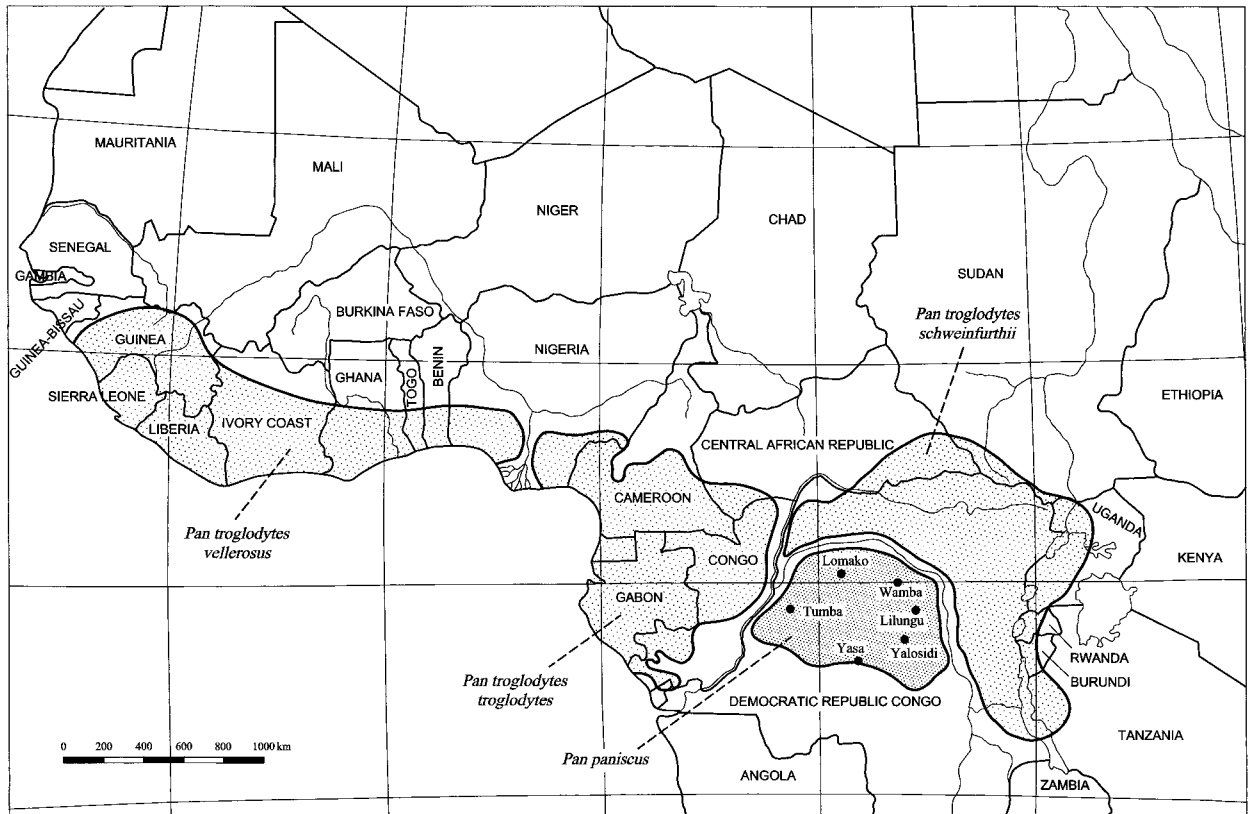 MAURITANIA
MALI
NIGER
CHAD
SUDAN
SENEGAL
GAMBIA
GUINEA-BISSAU
GUINEA
BURKINA FASO
BENIN
TOGO
GHANA
NIGERIA
Pan troglodytes
schweinfurthii
ETHIOPIA
SIERRA LEONE
LIBERIA
IVORY COAST
CENTRAL AFRICAN REPUBLIC
CAMEROON
UGANDA
KENYA
Pan troglodytes
vellerosus
CONGO
GABON
Lomako
Wamba
Tumba
Lilungu
Yasa
Yalosidi
RWANDA
BURUNDI
Pan troglodytes
troglodytes
DEMOCRATIC REPUBLIC CONGO
TANZANIA
0 200 400 600 800 1000 km
Pan paniscus
ANGOLA
ZAMBIA